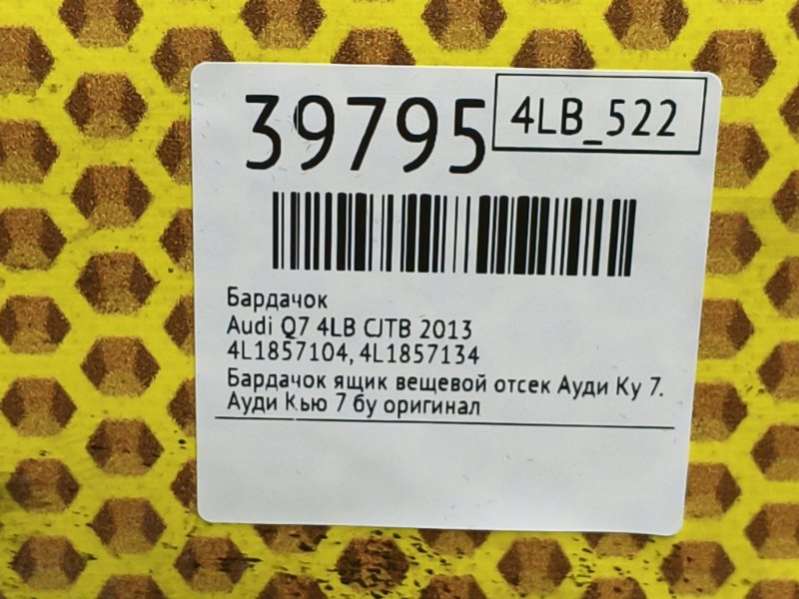 39795
4LB_522
Бардачок
Audi Q7 4LB CJTB 2013
4L1857104, 4L1857134
Бардачок ящик вещевой отсек Ауди Ку 7.
Ауди Кью 7 бу оригинал